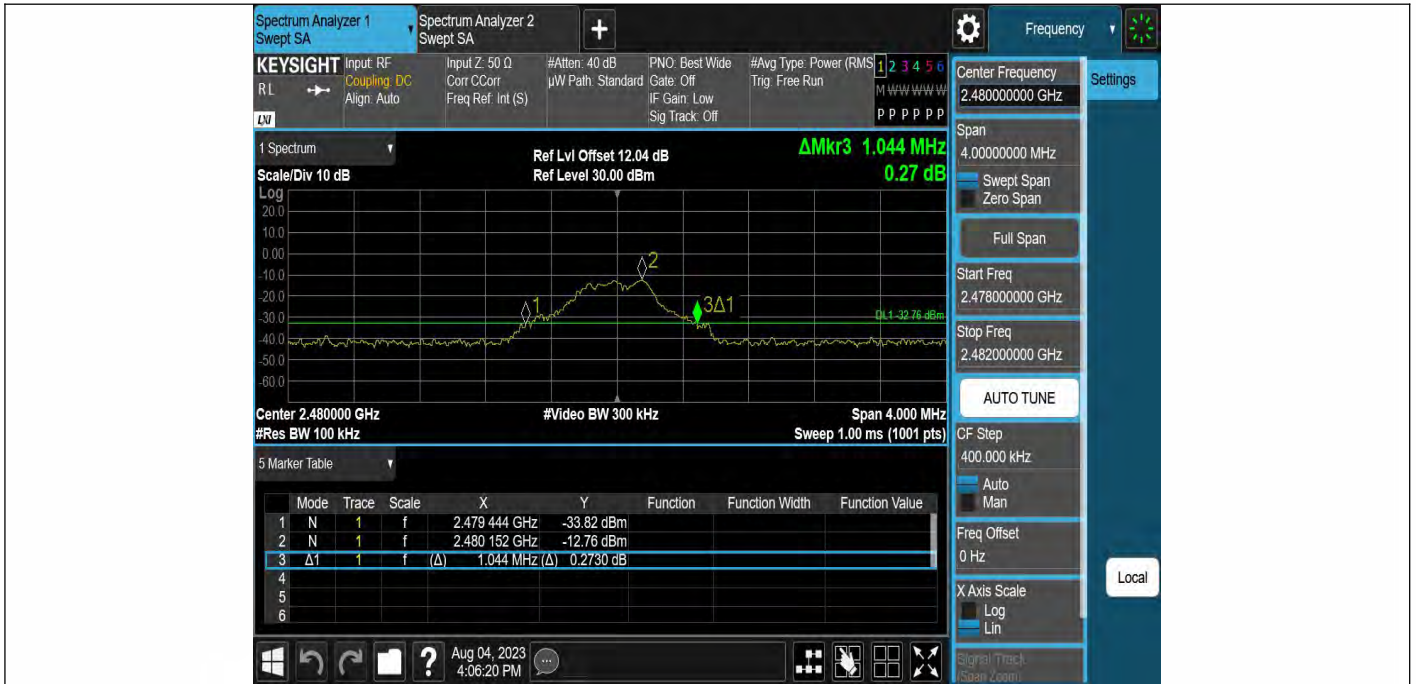 Spectrum Analyzer 1
Swept SA
Spectrum Analyzer 2
Swept SA
+
Frequency
KEYSIGHT
RL
LXI
Input: RF
Coupling: DC
Align: Auto
Input Z: 50 Ω
Corr CCorr
Freq Ref: Int (S)
#Atten: 40 dB
µW Path: Standard
PNO: Best Wide
Gate: Off
IF Gain: Low
Sig Track: Off
#Avg Type: Power (RMS
Trig: Free Run
1 2 3 4 5 6
M W W W W W
P P P P P P
Center Frequency
2.480000000 GHz
Settings
Span
4.00000000 MHz
Swept Span
Zero Span
Full Span
Start Freq
2.478000000 GHz
Stop Freq
2.482000000 GHz
AUTO TUNE
CF Step
400.000 kHz
Auto
Man
Freq Offset
0 Hz
X Axis Scale
Log
Lin
Signal Track
(Span Zoom)
Local
1 Spectrum
Scale/Div 10 dB
Ref Lvl Offset 12.04 dB
Ref Level 30.00 dBm
ΔMkr3 1.044 MHz
0.27 dB
Log
20.0
10.0
0.00
-10.0
-20.0
-30.0
-40.0
-50.0
-60.0
2
1
3Δ1
DL1 -32.76 dBm
Center 2.480000 GHz
#Video BW 300 kHz
Span 4.000 MHz
#Res BW 100 kHz
Sweep 1.00 ms (1001 pts)
5 Marker Table
Mode Trace Scale X Y Function Function Width Function Value
1 N 1 f 2.479 444 GHz -33.82 dBm
2 N 1 f 2.480 152 GHz -12.76 dBm
3 Δ1 1 f (Δ) 1.044 MHz (Δ) 0.2730 dB
4
5
6
?
Aug 04, 2023
4:06:20 PM